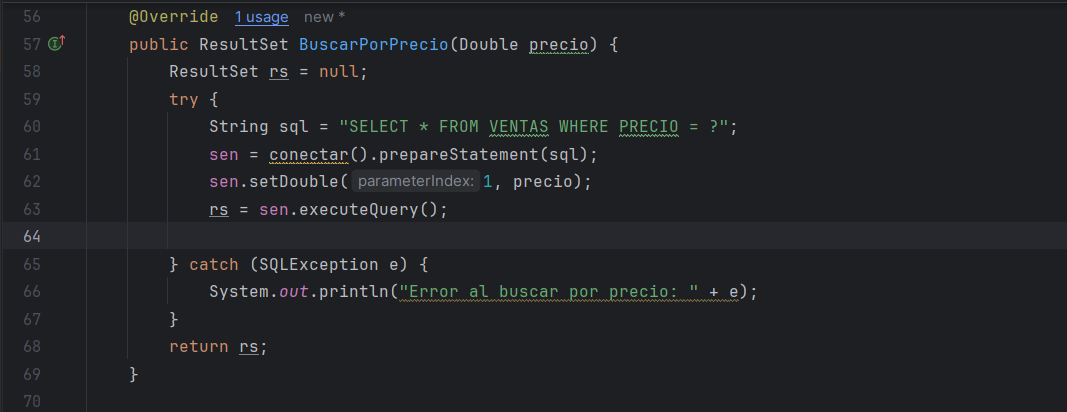 56 @Override 1 usage new *
57 public ResultSet BuscarPorPrecio(Double precio) {
58 ResultSet rs = null;
59 try {
60 String sql = "SELECT * FROM VENTAS WHERE PRECIO = ?";
61 sen = conectar().prepareStatement(sql);
62 sen.setDouble( parameterIndex: 1, precio);
63 rs = sen.executeQuery();
64
65 } catch (SQLException e) {
66 System.out.println("Error al buscar por precio: " + e);
67 }
68 return rs;
69 }
70